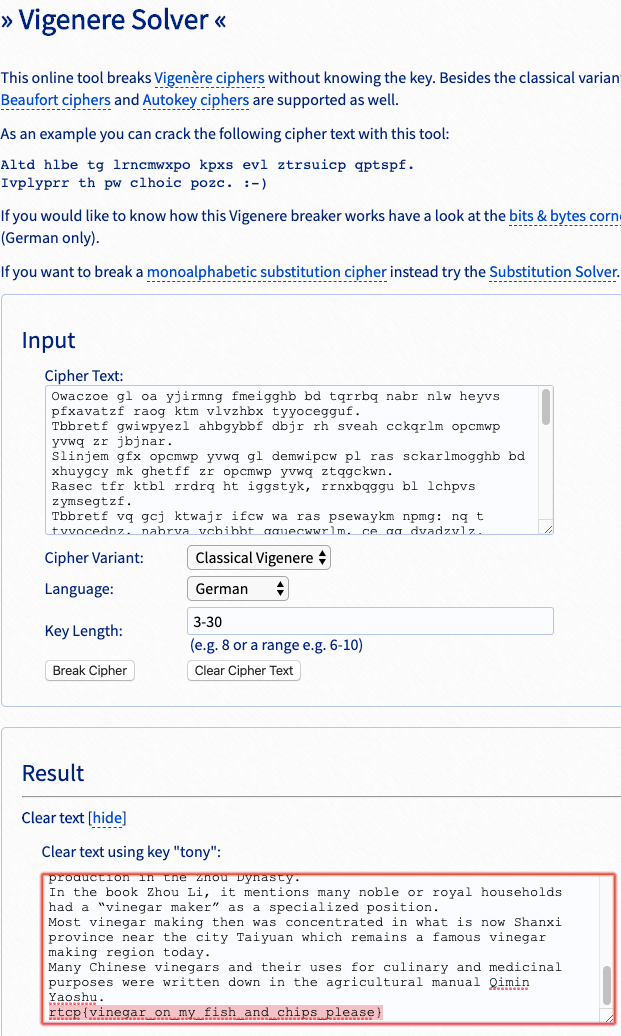 » Vigenere Solver «
This online tool breaks Vigenère ciphers without knowing the key. Besides the classical varian
Beaufort ciphers and Autokey ciphers are supported as well.
As an example you can crack the following cipher text with this tool:
Altd hlbe tg lrncmwxpo kpxs evl ztrsuicp qptspf.
Ivplyprr th pw clhoic pozc. :-)
If you would like to know how this Vigenere breaker works have a look at the bits & bytes corn
(German only).
If you want to break a monoalphabetic substitution cipher instead try the Substitution Solver.
Input
Cipher Text:
Owaczoe gl oa yjirmng fmeigghb bd tqrrbq nabr nlw heyvs
pfxavatzf raog ktm vlvzhbx tyyocegguf.
Tbbretf gwiwpyezl ahbgybbf dbjr rh sveah cckqrlm opcmwp
yvwq zr jbjnar.
Slinjem gfx opcmwp yvwq gl demwipcw pl ras sckarlmogghb bd
xhuygcy mk ghetff zr opcmwp yvwq ztqgckwn.
Rasec tfr ktbl rrdrq ht iggstyk, rrnxbqggu bl lchpvs
zymsegtzf.
Tbbretf vq gcj ktwajr ifcw wa ras psewaykm npmg: nq t
tyyocednz, nabrya vcbibbt gguecwwrlm, ce gg dyadzylz,
Cipher Variant:
Classical Vigenere
Language:
German
Key Length:
3-30
(e.g. 8 or a range e.g. 6-10)
Break Cipher
Clear Cipher Text
Result
Clear text [hide]
Clear text using key "tony":
production in the Zhou Dynasty.
In the book Zhou Li, it mentions many noble or royal households
had a “vinegar maker” as a specialized position.
Most vinegar making then was concentrated in what is now Shanxi
province near the city Taiyuan which remains a famous vinegar
making region today.
Many Chinese vinegars and their uses for culinary and medicinal
purposes were written down in the agricultural manual Qimin
Yaoshu.
rtcp{vinegar_on_my_fish_and_chips_please}